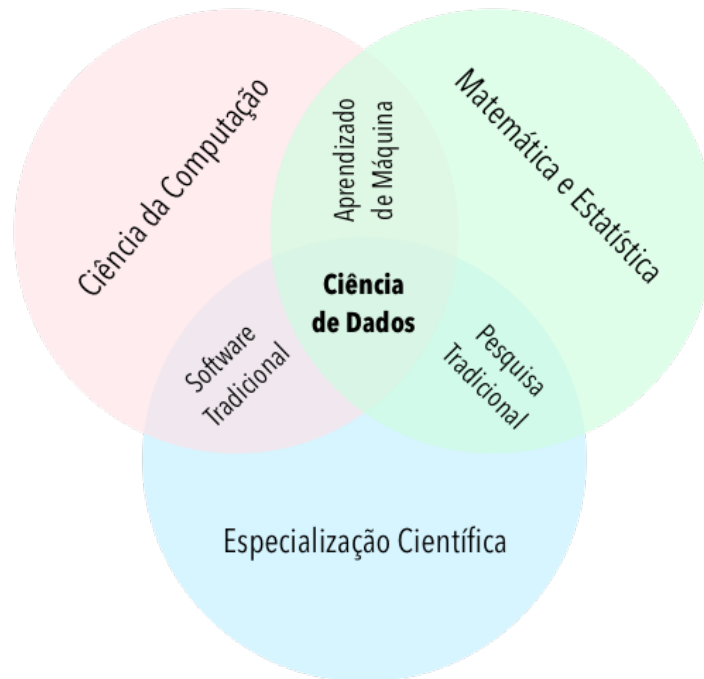 Ciência da Computação
Aprendizado
de Máquina
Matemática e Estatística
Ciência
de Dados
Software
Tradicional
Pesquisa
Tradicional
Especialização Científica